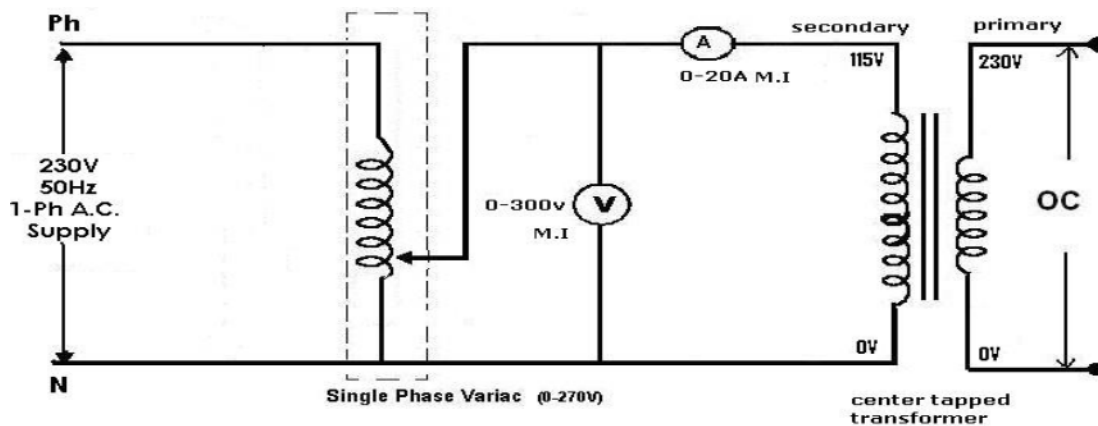 Ph
230V
50Hz
1-Ph A.C.
Supply
N
Single Phase Variac (0-270V)
0-300v
M.I
V
A
0-20A M.I
secondary
115V
0V
primary
230V
0V
OC
center tapped
transformer